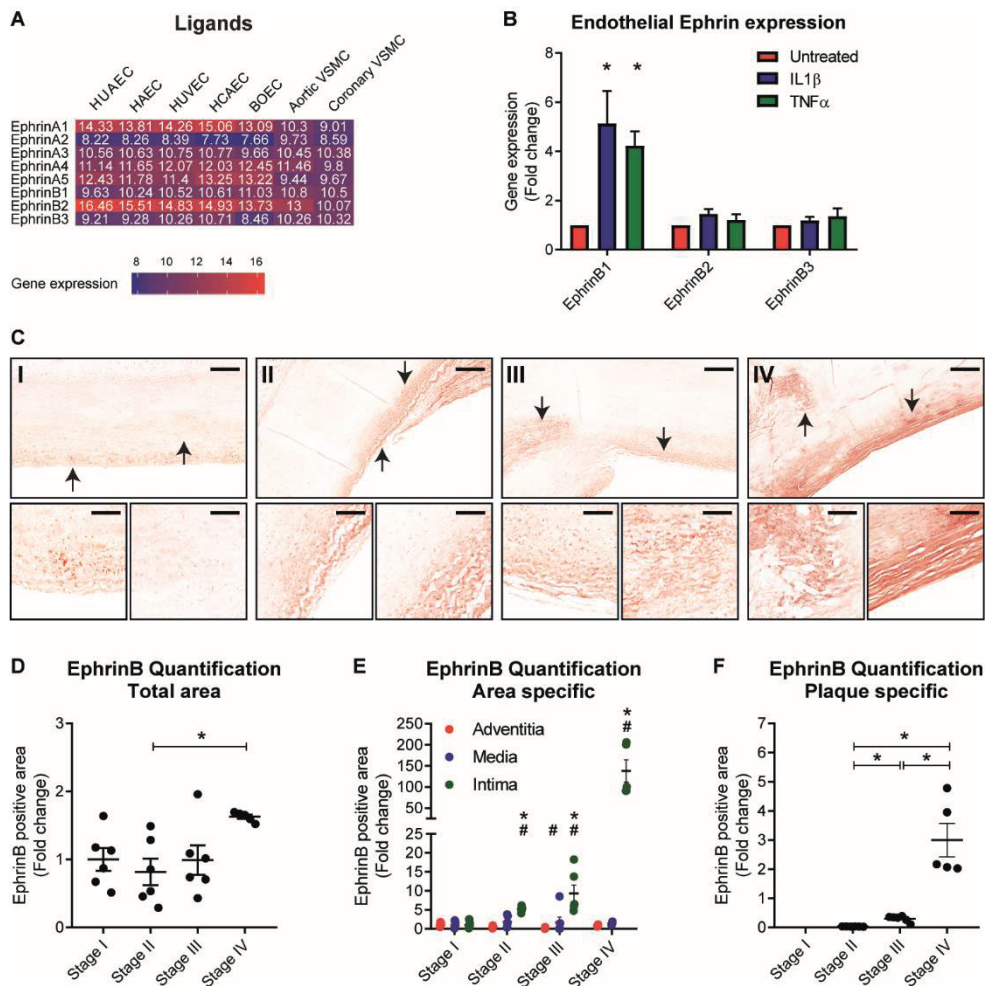 A
Ligands
HUAEC
HAEC
HUVEC
HCAEC
BOEC
Aortic VSMC
Coronary VSMC
EphrinA1 14.33 13.81 14.26 15.06 13.09 10.3 9.01
EphrinA2 8.22 8.26 8.39 7.73 7.66 9.73 8.59
EphrinA3 10.56 10.63 10.75 10.77 9.66 10.45 10.38
EphrinA4 11.14 11.65 12.07 12.03 12.45 11.46 9.8
EphrinA5 12.43 11.78 11.4 13.25 13.22 9.44 9.67
EphrinB1 9.63 10.24 10.52 10.61 11.03 10.8 10.5
EphrinB2 16.46 15.51 14.83 14.93 13.73 13 10.07
EphrinB3 9.21 9.28 10.26 10.71 8.46 10.26 10.32
8 10 12 14 16
Gene expression
B
Endothelial Ephrin expression
Untreated
IL1β
TNFα
Gene expression
(Fold change)
8
6
4
2
0
* *
EphrinB1
EphrinB2
EphrinB3
C
I
II
III
IV
D
EphrinB Quantification
Total area
EphrinB positive area
(Fold change)
3
2
1
0
*
Stage I
Stage II
Stage III
Stage IV
E
EphrinB Quantification
Area specific
Adventitia
Media
Intima
EphrinB positive area
(Fold change)
250
200
150
100
50
25
20
15
10
5
0
*
#
*
#
#
*
#
Stage I
Stage II
Stage III
Stage IV
F
EphrinB Quantification
Plaque specific
EphrinB positive area
(Fold change)
7
6
5
4
3
2
1
0
*
* *
Stage I
Stage II
Stage III
Stage IV